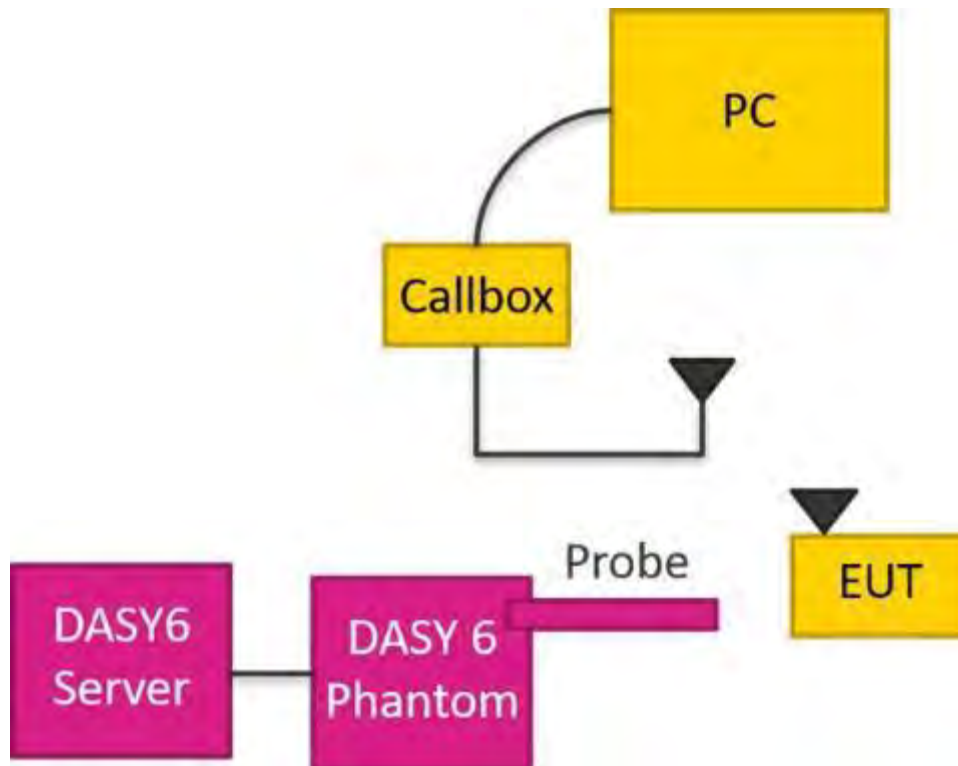 PC
Callbox
Probe
EUT
DASY6
Server
DASY 6
Phantom